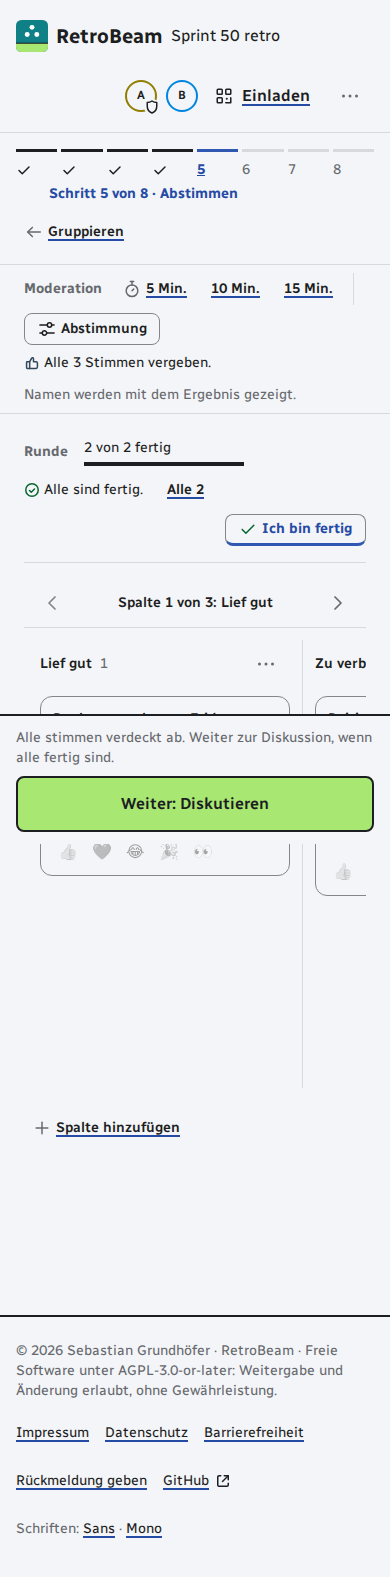 RetroBeam Sprint 50 retro
A B Einladen
5 6 7 8
Schritt 5 von 8 · Abstimmen
Gruppieren
Moderation 5 Min. 10 Min. 15 Min.
Abstimmung
Alle 3 Stimmen vergeben.
Namen werden mit dem Ergebnis gezeigt.
Runde 2 von 2 fertig
Alle sind fertig. Alle 2
Ich bin fertig
Spalte 1 von 3: Lief gut
Lief gut 1 Zu verb
Alle stimmen verdeckt ab. Weiter zur Diskussion, wenn
alle fertig sind.
Weiter: Diskutieren
Spalte hinzufügen
© 2026 Sebastian Grundhöfer · RetroBeam · Freie
Software unter AGPL-3.0-or-later: Weitergabe und
Änderung erlaubt, ohne Gewährleistung.
Impressum Datenschutz Barrierefreiheit
Rückmeldung geben GitHub
Schriften: Sans · Mono